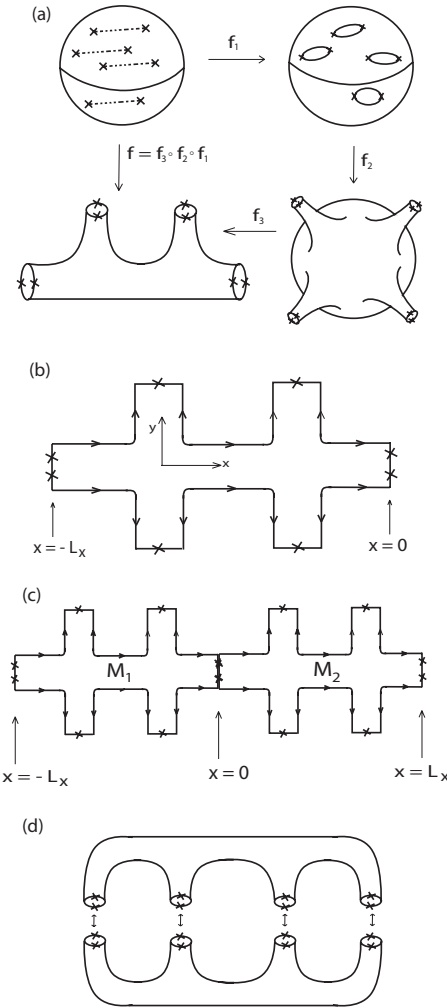 (a)
f₁
f = f₃ ∘ f₂ ∘ f₁
f₂
f₃
(b)
y
x
x = - Lₓ
x = 0
(c)
M₁
M₂
x = - Lₓ
x = 0
x = Lₓ
(d)